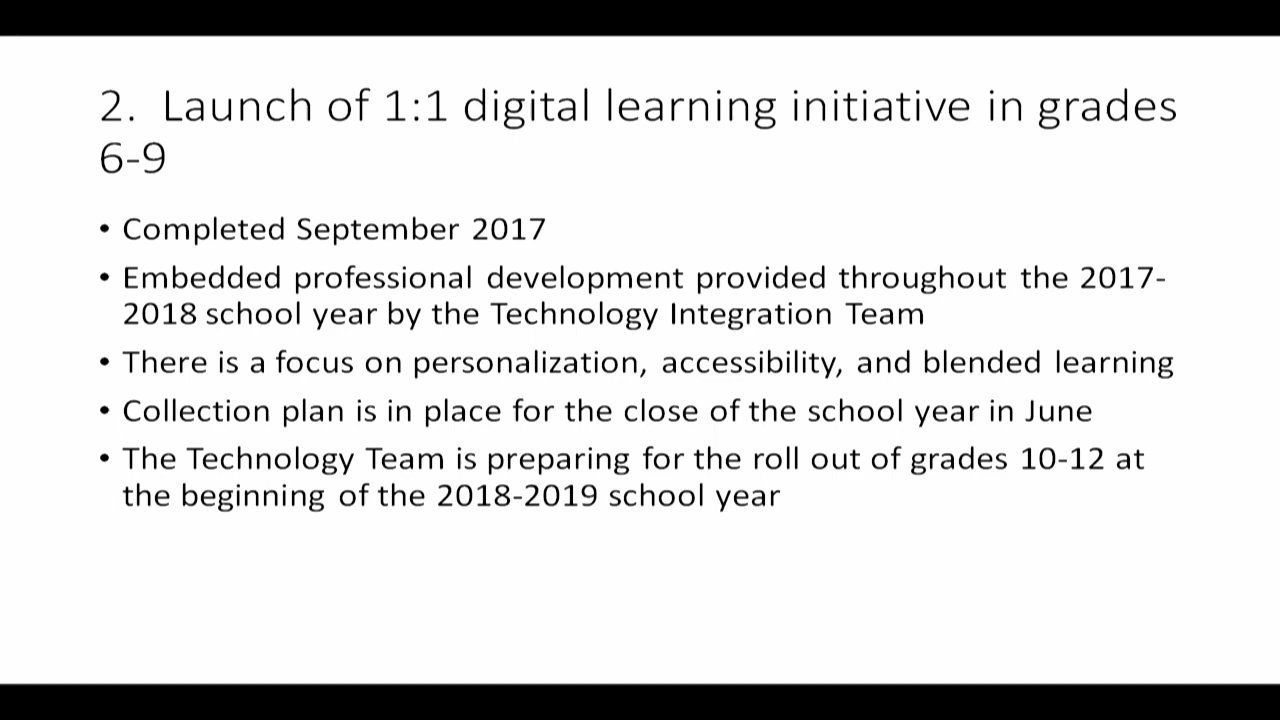 2. Launch of 1:1 digital learning initiative in grades
6-9
• Completed September 2017
• Embedded professional development provided throughout the 2017-
2018 school year by the Technology Integration Team
• There is a focus on personalization, accessibility, and blended learning
• Collection plan is in place for the close of the school year in June
• The Technology Team is preparing for the roll out of grades 10-12 at
the beginning of the 2018-2019 school year